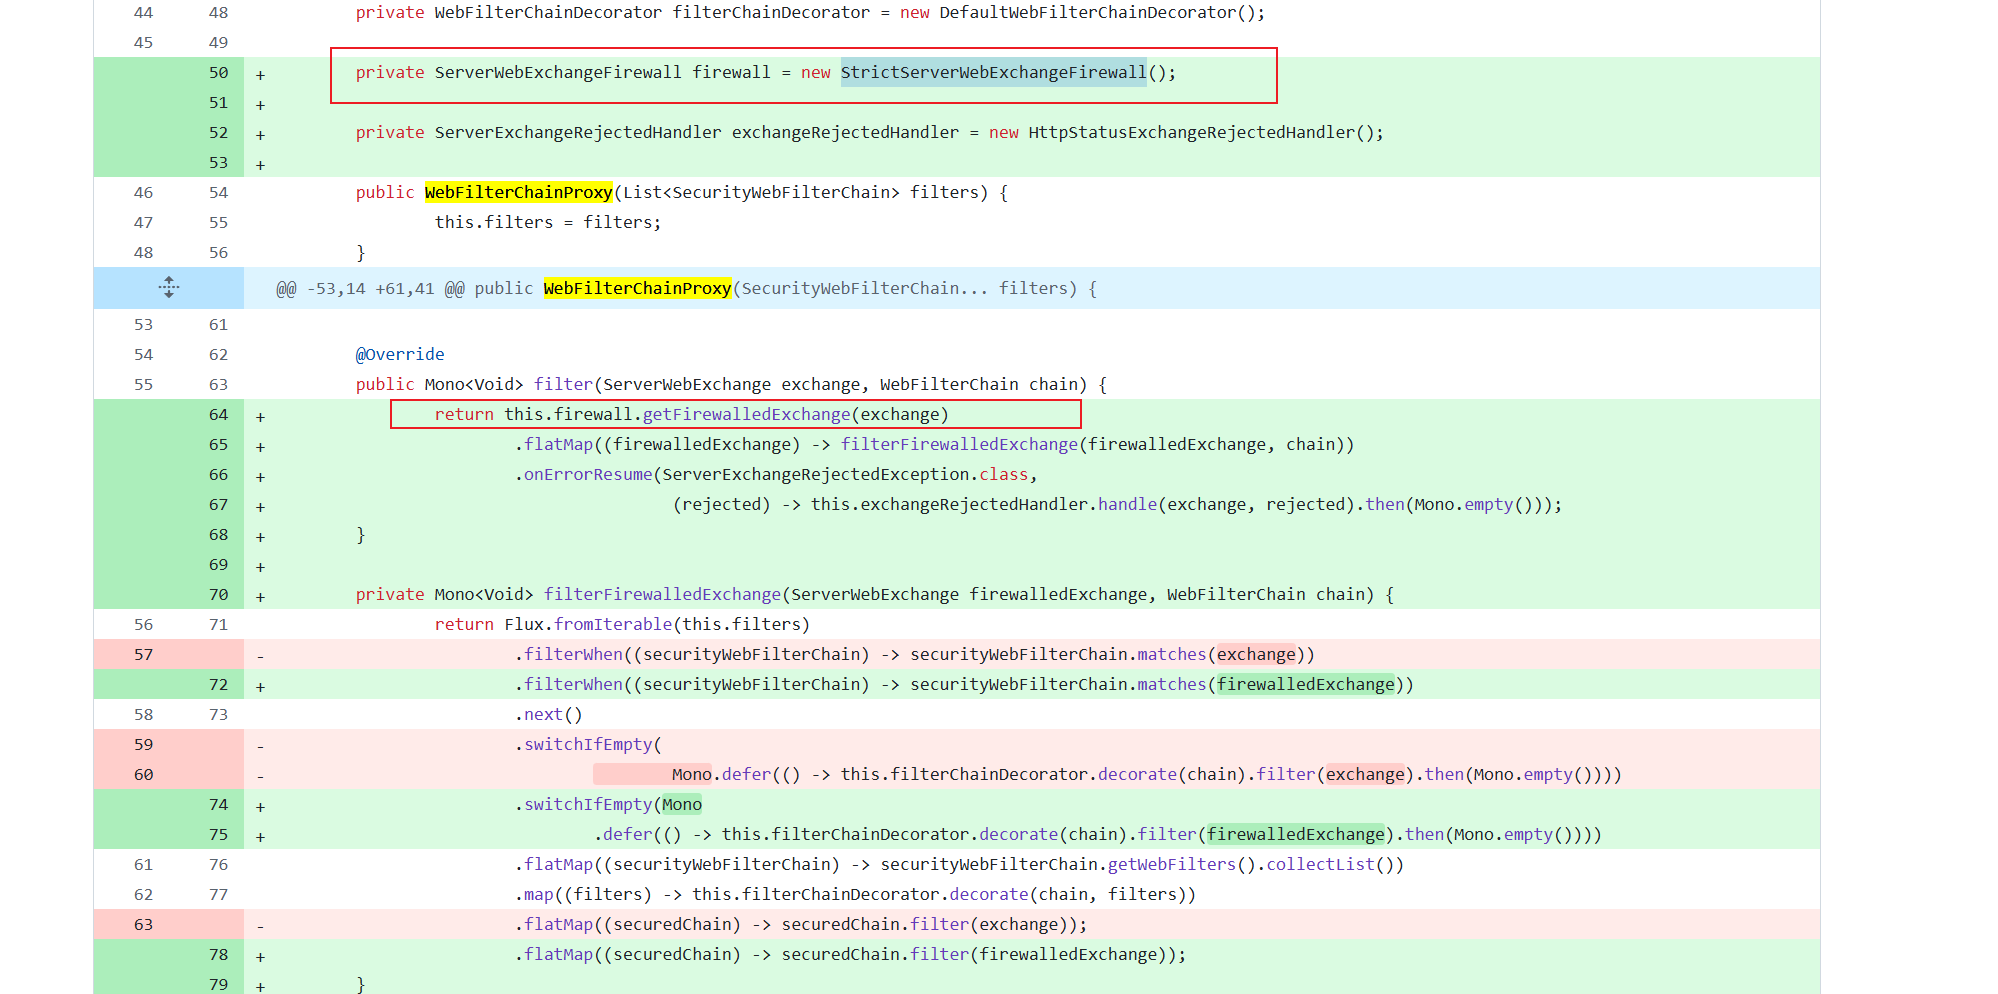 44 48 private WebFilterChainDecorator filterChainDecorator = new DefaultWebFilterChainDecorator();
45 49
50 + private ServerWebExchangeFirewall firewall = new StrictServerWebExchangeFirewall();
51 +
52 + private ServerExchangeRejectedHandler exchangeRejectedHandler = new HttpStatusExchangeRejectedHandler();
53 +
46 54 public WebFilterChainProxy(List<SecurityWebFilterChain> filters) {
47 55 this.filters = filters;
48 56 }
@@ -53,14 +61,41 @@ public WebFilterChainProxy(SecurityWebFilterChain... filters) {
53 61
54 62 @Override
55 63 public Mono<Void> filter(ServerWebExchange exchange, WebFilterChain chain) {
64 + return this.firewall.getFirewalledExchange(exchange)
65 + .flatMap((firewalledExchange) -> filterFirewalledExchange(firewalledExchange, chain))
66 + .onErrorResume(ServerExchangeRejectedException.class,
67 + (rejected) -> this.exchangeRejectedHandler.handle(exchange, rejected).then(Mono.empty()));
68 + }
69 +
70 + private Mono<Void> filterFirewalledExchange(ServerWebExchange firewalledExchange, WebFilterChain chain) {
56 71 return Flux.fromIterable(this.filters)
57 - .filterWhen((securityWebFilterChain) -> securityWebFilterChain.matches(exchange))
72 + .filterWhen((securityWebFilterChain) -> securityWebFilterChain.matches(firewalledExchange))
58 73 .next()
59 - .switchIfEmpty(
60 - Mono.defer(() -> this.filterChainDecorator.decorate(chain).filter(exchange).then(Mono.empty())))
74 + .switchIfEmpty(Mono
75 + .defer(() -> this.filterChainDecorator.decorate(chain).filter(firewalledExchange).then(Mono.empty())))
61 76 .flatMap((securityWebFilterChain) -> securityWebFilterChain.getWebFilters().collectList())
62 77 .map((filters) -> this.filterChainDecorator.decorate(chain, filters))
63 - .flatMap((securedChain) -> securedChain.filter(exchange));
78 + .flatMap((securedChain) -> securedChain.filter(firewalledExchange));
79 + }